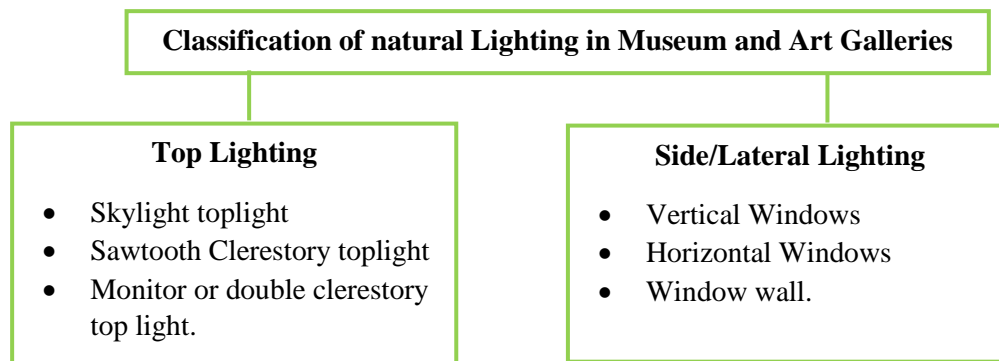 Classification of natural Lighting in Museum and Art Galleries
Top Lighting
• Skylight toplight
• Sawtooth Clerestory toplight
• Monitor or double clerestory
top light.
Side/Lateral Lighting
• Vertical Windows
• Horizontal Windows
• Window wall.